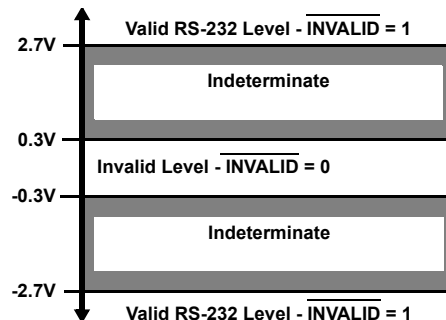 Valid RS-232 Level - INVALID = 1
2.7V
Indeterminate
0.3V
Invalid Level - INVALID = 0
-0.3V
Indeterminate
-2.7V
Valid RS-232 Level - INVALID = 1